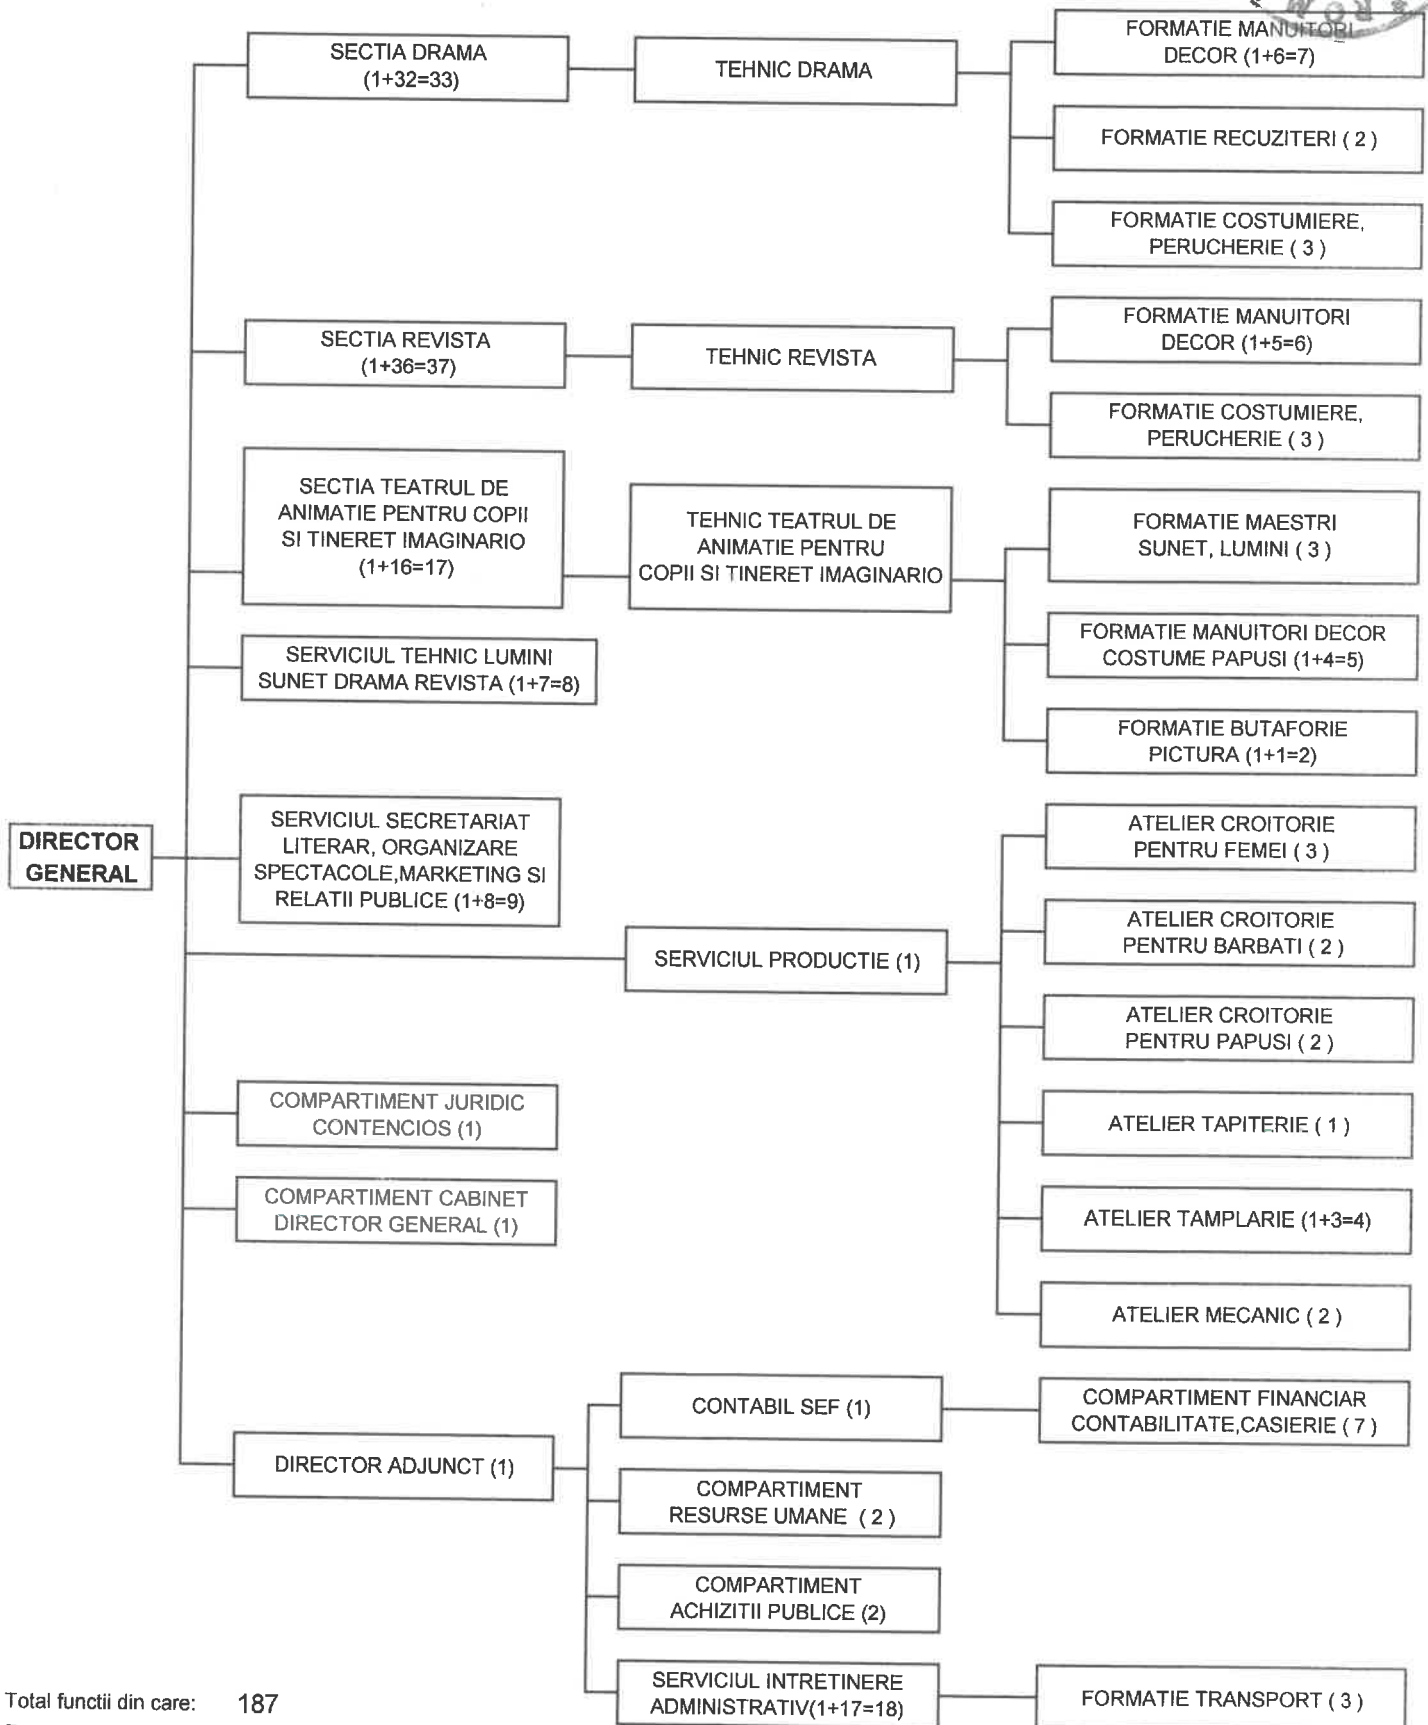 SECTIA DRAMA
(1+32=33)
TEHNIC DRAMA
FORMATIE MANUITORI
DECOR (1+6=7)
FORMATIE RECUZITERI ( 2 )
FORMATIE COSTUMIERE,
PERUCHERIE ( 3 )
SECTIA REVISTA
(1+36=37)
TEHNIC REVISTA
FORMATIE MANUITORI
DECOR (1+5=6)
FORMATIE COSTUMIERE,
PERUCHERIE ( 3 )
SECTIA TEATRUL DE
ANIMATIE PENTRU COPII
SI TINERET IMAGINARIO
(1+16=17)
TEHNIC TEATRUL DE
ANIMATIE PENTRU
COPII SI TINERET IMAGINARIO
FORMATIE MAESTRI
SUNET, LUMINI ( 3 )
FORMATIE MANUITORI DECOR
COSTUME PAPUSI (1+4=5)
FORMATIE BUTAFORIE
PICTURA (1+1=2)
SERVICIUL TEHNIC LUMINI
SUNET DRAMA REVISTA (1+7=8)
DIRECTOR
GENERAL
SERVICIUL SECRETARIAT
LITERAR, ORGANIZARE
SPECTACOLE,MARKETING SI
RELATII PUBLICE (1+8=9)
SERVICIUL PRODUCTIE (1)
ATELIER CROITORIE
PENTRU FEMEI ( 3 )
ATELIER CROITORIE
PENTRU BARBATI ( 2 )
ATELIER CROITORIE
PENTRU PAPUSI ( 2 )
ATELIER TAPITERIE ( 1 )
ATELIER TAMPLARIE (1+3=4)
ATELIER MECANIC ( 2 )
COMPARTIMENT JURIDIC
CONTENCIOS (1)
COMPARTIMENT CABINET
DIRECTOR GENERAL (1)
DIRECTOR ADJUNCT (1)
CONTABIL SEF (1)
COMPARTIMENT FINANCIAR
CONTABILITATE,CASIERIE ( 7 )
COMPARTIMENT
RESURSE UMANE ( 2 )
COMPARTIMENT
ACHIZITII PUBLICE (2)
SERVICIUL INTRETINERE
ADMINISTRATIV(1+17=18)
FORMATIE TRANSPORT ( 3 )
Total functii din care: 187